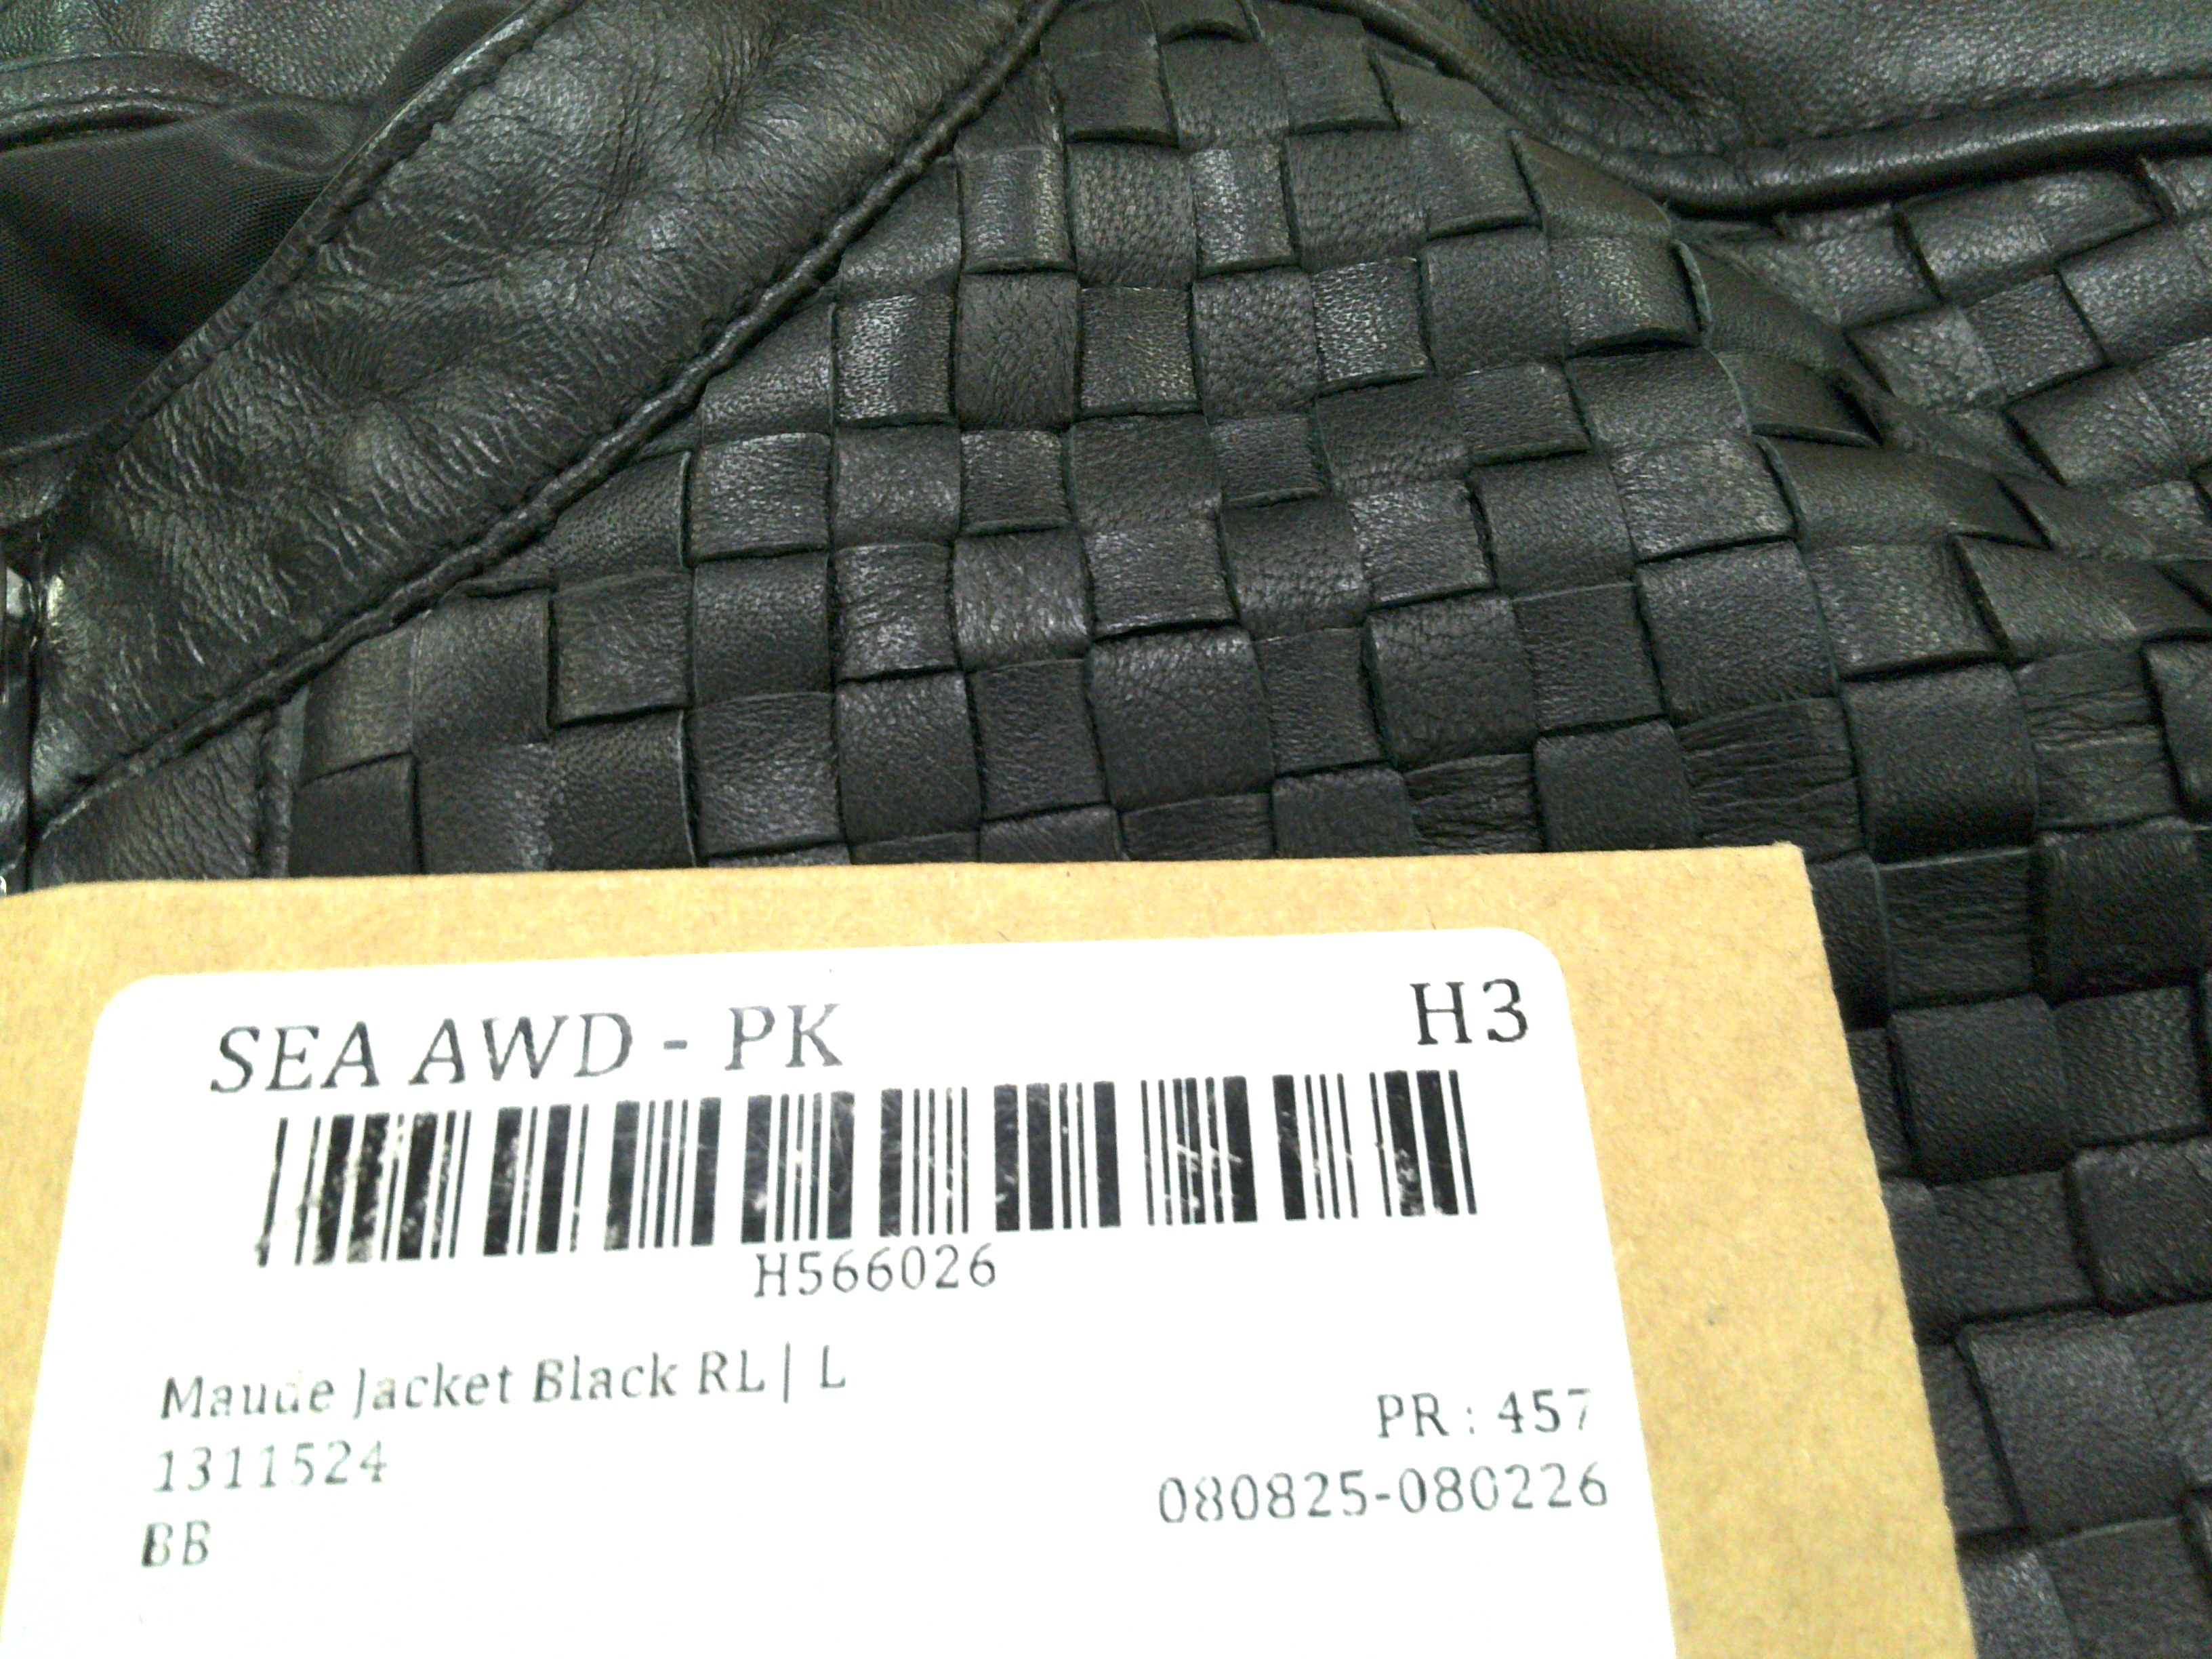 SEA AWD - PK
H3
H566026
Maude Jacket Black RL| L
1311524
PR : 457
080825-080226
BB